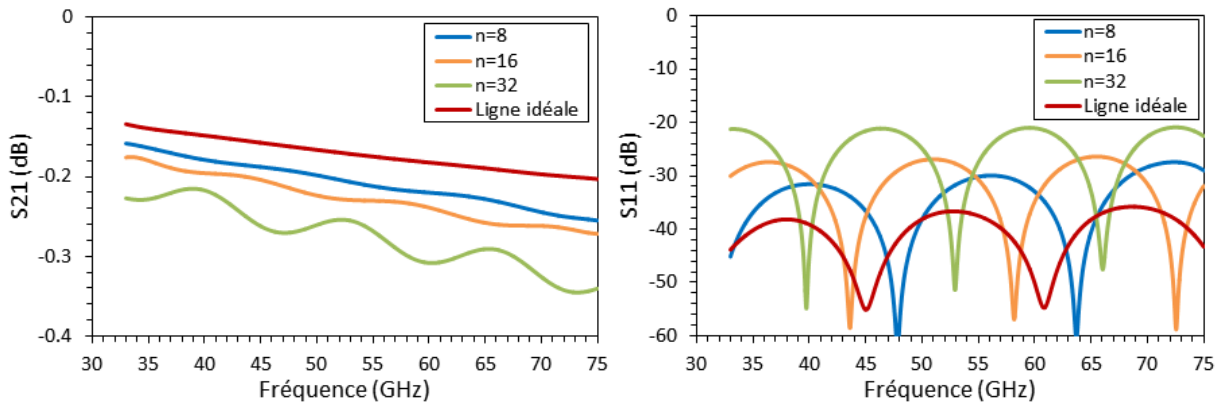 S21 (dB)
0
-0.1
-0.2
-0.3
-0.4
30 35 40 45 50 55 60 65 70 75
Fréquence (GHz)
n=8
n=16
n=32
Ligne idéale
S11 (dB)
0
-10
-20
-30
-40
-50
-60
35 40 45 50 55 60 65 70 75
30
Fréquence (GHz)
n=8
n=16
n=32
Ligne idéale